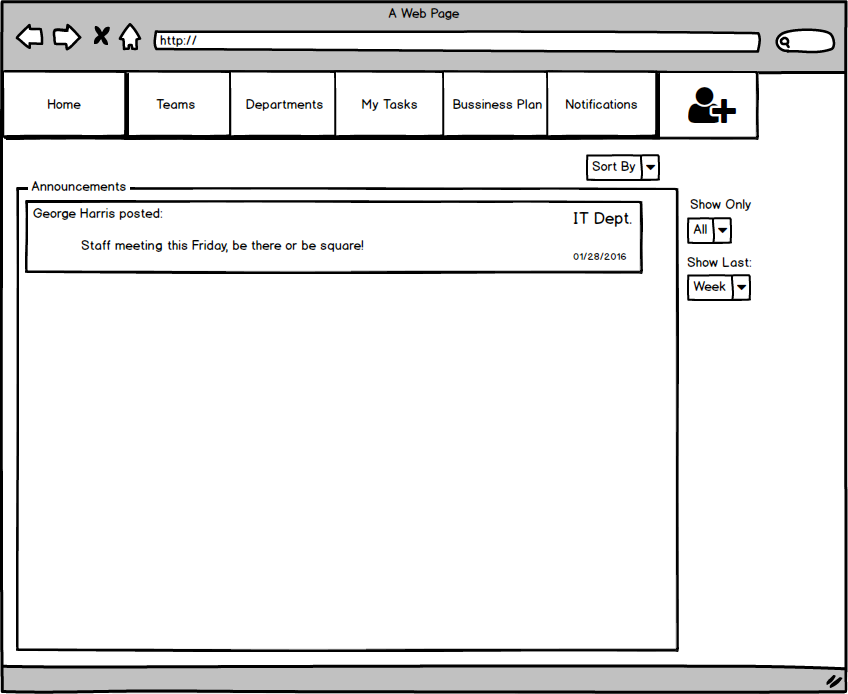 A Web Page
http://
Home
Teams
Departments
My Tasks
Bussiness Plan
Notifications
Sort By
Announcements
George Harris posted:
IT Dept.
Staff meeting this Friday, be there or be square!
01/28/2016
Show Only
All
Show Last:
Week